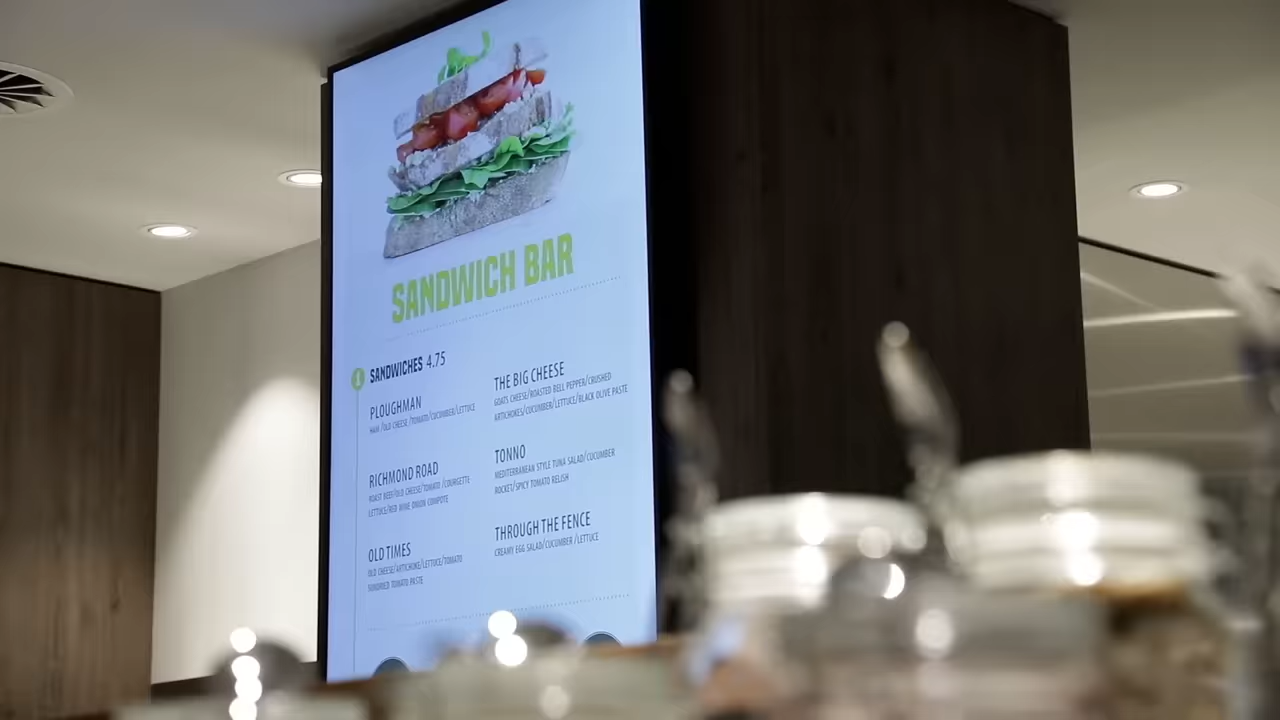 SANDWICH BAR
SANDWICHES 4.75
PLOUGHMAN
HAM /OLD CHEESE/TOMATO/CUCUMBER/LETTUCE
RICHMOND ROAD
ROAST BEEF/OLD CHEESE/TOMATO /COURGETTE
LETTUCE/RED WINE ONION COMPOTE
OLD TIMES
OLD CHEESE/ARTICHOKE/LETTUCE/TOMATO
SUNDRIED TOMATO PASTE
THE BIG CHEESE
GOATS CHEESE/ROASTED BELL PEPPER/CRUSHED
ARTICHOKES/CUCUMBER/LETTUCE/BLACK OLIVE PASTE
TONNO
MEDITERRANEAN STYLE TUNA SALAD/CUCUMBER
ROCKET/SPICY TOMATO RELISH
THROUGH THE FENCE
CREAMY EGG SALAD/CUCUMBER /LETTUCE